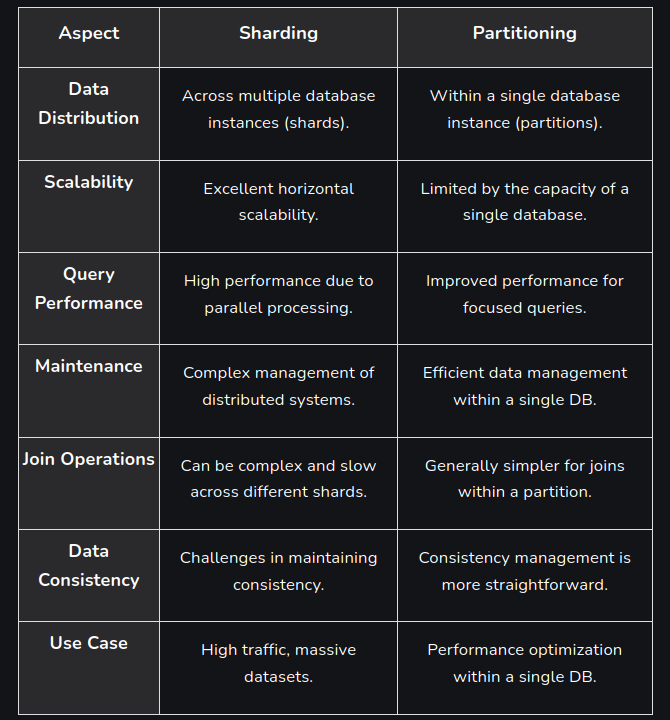 Aspect
Sharding
Partitioning
Data
Distribution
Across multiple database
instances (shards).
Within a single database
instance (partitions).
Scalability
Excellent horizontal
scalability.
Limited by the capacity of a
single database.
Query
Performance
High performance due to
parallel processing.
Improved performance for
focused queries.
Maintenance
Complex management of
distributed systems.
Efficient data management
within a single DB.
Join Operations
Can be complex and slow
across different shards.
Generally simpler for joins
within a partition.
Data
Consistency
Challenges in maintaining
consistency.
Consistency management is
more straightforward.
Use Case
High traffic, massive
datasets.
Performance optimization
within a single DB.